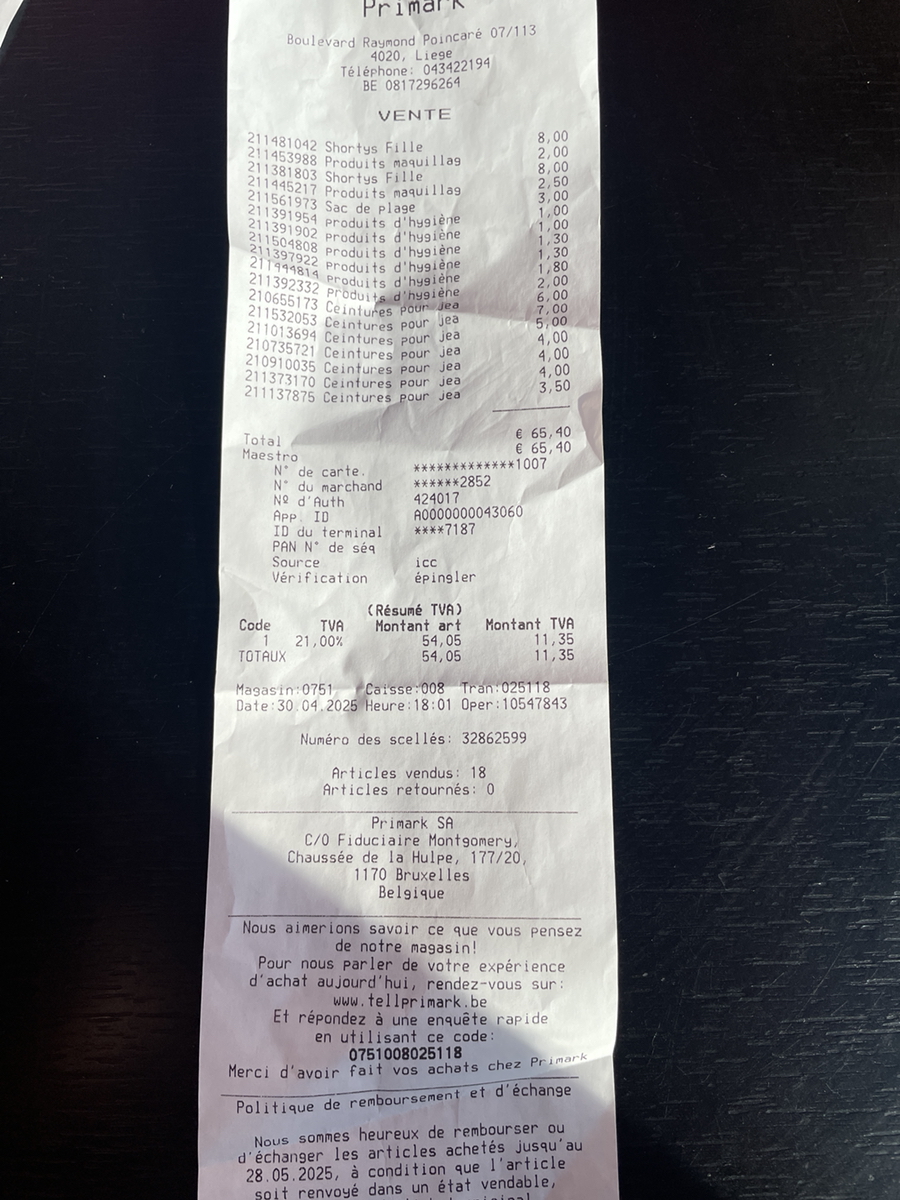 Primark
Boulevard Raymond Poincaré 07/113
4020, Liege
Téléphone: 043422194
BE 0817296264
VENTE
211481042 Shortys Fille 8,00
211453988 Produits maquillag 2,00
211381803 Shortys Fille 8,00
211445217 Produits maquillag 2,50
211561973 Sac de plage 3,00
211391954 Produits d'hygiène 1,00
211391902 Produits d'hygiène 1,00
211504808 Produits d'hygiène 1,30
211397922 Produits d'hygiène 1,30
211444814 Produits d'hygiène 1,80
211392332 Produits d'hygiène 2,00
210655173 Ceintures pour jea 6,00
211532053 Ceintures pour jea 7,00
211013694 Ceintures pour jea 5,00
210735721 Ceintures pour jea 4,00
210910035 Ceintures pour jea 4,00
211373170 Ceintures pour jea 4,00
211137875 Ceintures pour jea 3,50
Total € 65,40
Maestro € 65,40
N° de carte. *************1007
N° du marchand ******2852
Nº d'Auth 424017
App. ID A0000000043060
ID du terminal ****7187
PAN N° de séq
Source icc
Vérification épingler
(Résumé TVA)
Code TVA Montant art Montant TVA
1 21,00% 54,05 11,35
TOTAUX 54,05 11,35
Magasin:0751 Caisse:008 Tran:025118
Date:30.04.2025 Heure:18:01 Oper:10547843
Numéro des scellés: 32862599
Articles vendus: 18
Articles retournés: 0
Primark SA
C/O Fiduciaire Montgomery,
Chaussée de la Hulpe, 177/20,
1170 Bruxelles
Belgique
Nous aimerions savoir ce que vous pensez
de notre magasin!
Pour nous parler de votre expérience
d'achat aujourd'hui, rendez-vous sur:
www.tellprimark.be
Et répondez à une enquête rapide
en utilisant ce code:
0751008025118
Merci d'avoir fait vos achats chez Primark
Politique de remboursement et d'échange
Nous sommes heureux de rembourser ou
d'échanger les articles achetés jusqu'au
28.05.2025, à condition que l'article
soit renvoyé dans un état vendable,